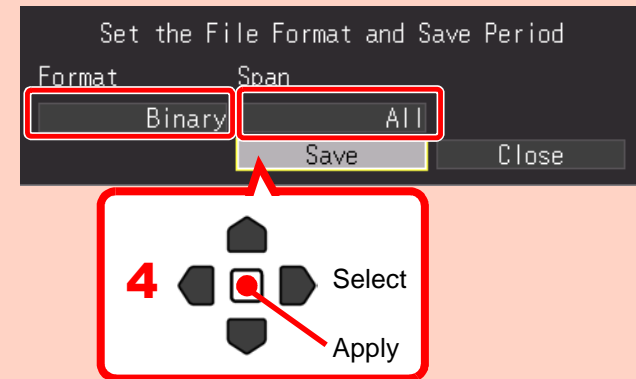 Set the File Format and Save Period
Format Span
Binary All
Save Close
4 Select
Apply